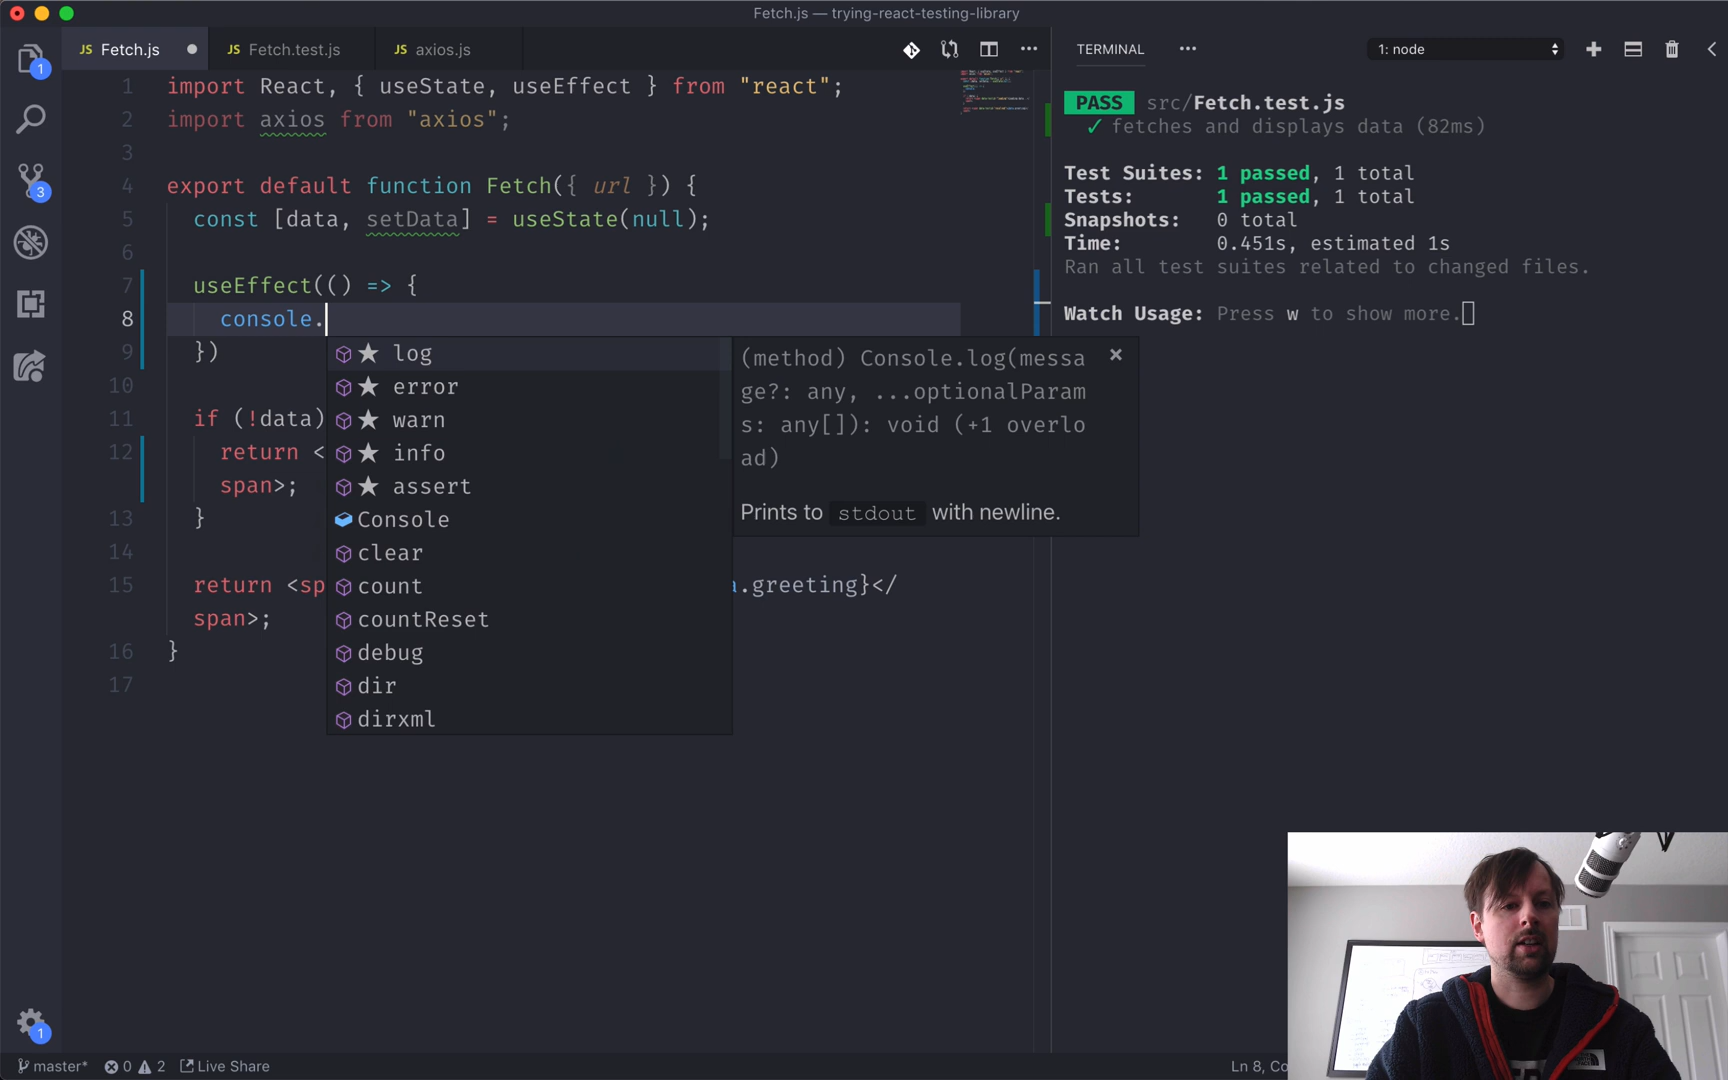 Fetch.js — trying-react-testing-library
JS Fetch.js
JS Fetch.test.js
JS axios.js
TERMINAL
1: node
1
3
1
1 import React, { useState, useEffect } from "react";
2 import axios from "axios";
3
4 export default function Fetch({ url }) {
5 const [data, setData] = useState(null);
6
7 useEffect(() => {
8 console.
9 })
10
11 if (!data)
12 return <
span>;
13 }
14
15 return <sp
.greeting}</
span>;
16 }
17
★ log
★ error
★ warn
★ info
★ assert
Console
clear
count
countReset
debug
dir
dirxml
(method) Console.log(messa
ge?: any, ...optionalParam
s: any[]): void (+1 overlo
ad)
Prints to stdout with newline.
PASS src/Fetch.test.js
✓ fetches and displays data (82ms)
Test Suites: 1 passed, 1 total
Tests: 1 passed, 1 total
Snapshots: 0 total
Time: 0.451s, estimated 1s
Ran all test suites related to changed files.
Watch Usage: Press w to show more.
master* 0 2 Live Share
Ln 8, Co